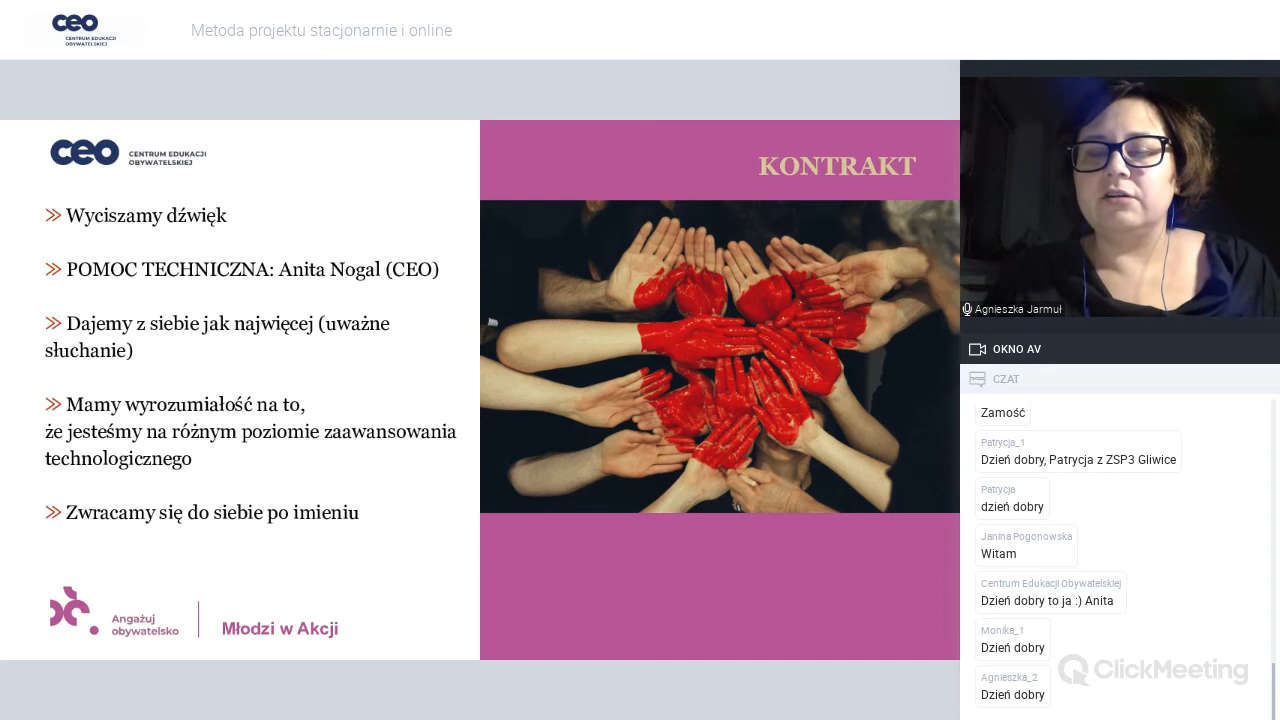 ceo
CENTRUM EDUKACJI
OBYWATELSKIEJ
Metoda projektu stacjonarnie i online
ceo
CENTRUM EDUKACJI
OBYWATELSKIEJ
» Wyciszamy dźwięk
» POMOC TECHNICZNA: Anita Nogal (CEO)
» Dajemy z siebie jak najwięcej (uważne
słuchanie)
» Mamy wyrozumiałość na to,
że jesteśmy na różnym poziomie zaawansowania
technologicznego
» Zwracamy się do siebie po imieniu
Angażuj
obywatelsko
Młodzi w Akcji
KONTRAKT
Agnieszka Jarmuł
OKNO AV
CZAT
Zamość
Patrycja_1
Dzień dobry, Patrycja z ZSP3 Gliwice
Patrycja
dzień dobry
Janina Pogonowska
Witam
Centrum Edukacji Obywatelskiej
Dzień dobry to ja :) Anita
Monika_1
Dzień dobry
Agnieszka_2
Dzień dobry
ClickMeeting